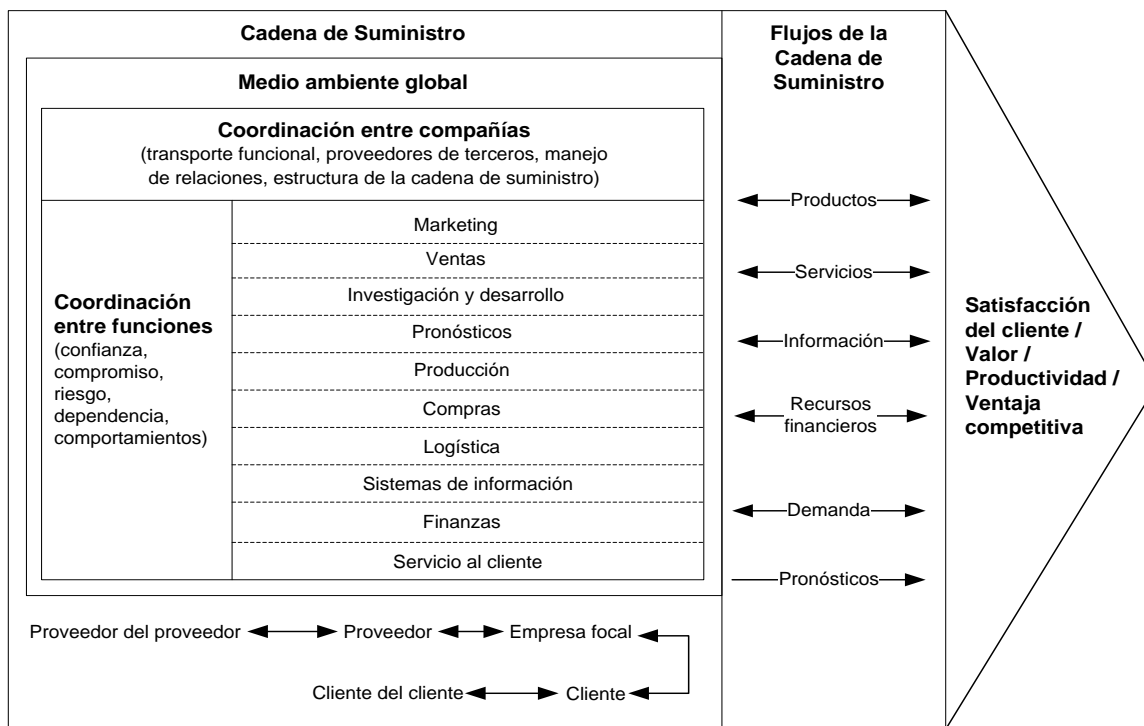 Cadena de Suministro
Medio ambiente global
Coordinación entre compañías
(transporte funcional, proveedores de terceros, manejo
de relaciones, estructura de la cadena de suministro)
Coordinación
entre funciones
(confianza,
compromiso,
riesgo,
dependencia,
comportamientos)
Marketing
Ventas
Investigación y desarrollo
Pronósticos
Producción
Compras
Logística
Sistemas de información
Finanzas
Servicio al cliente
Proveedor del proveedor
Proveedor
Empresa focal
Cliente del cliente
Cliente
Flujos de la
Cadena de
Suministro
Productos
Servicios
Información
Recursos
financieros
Demanda
Pronósticos
Satisfacción
del cliente /
Valor /
Productividad /
Ventaja
competitiva